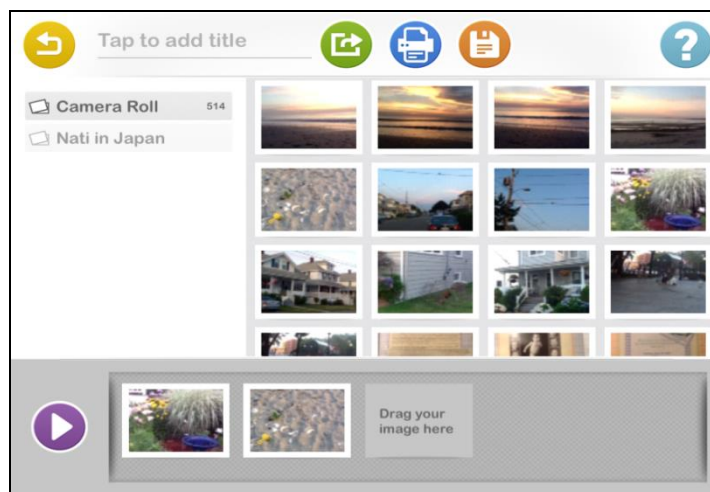 Tap to add title
?
Camera Roll 514
Nati in Japan
Drag your
image here